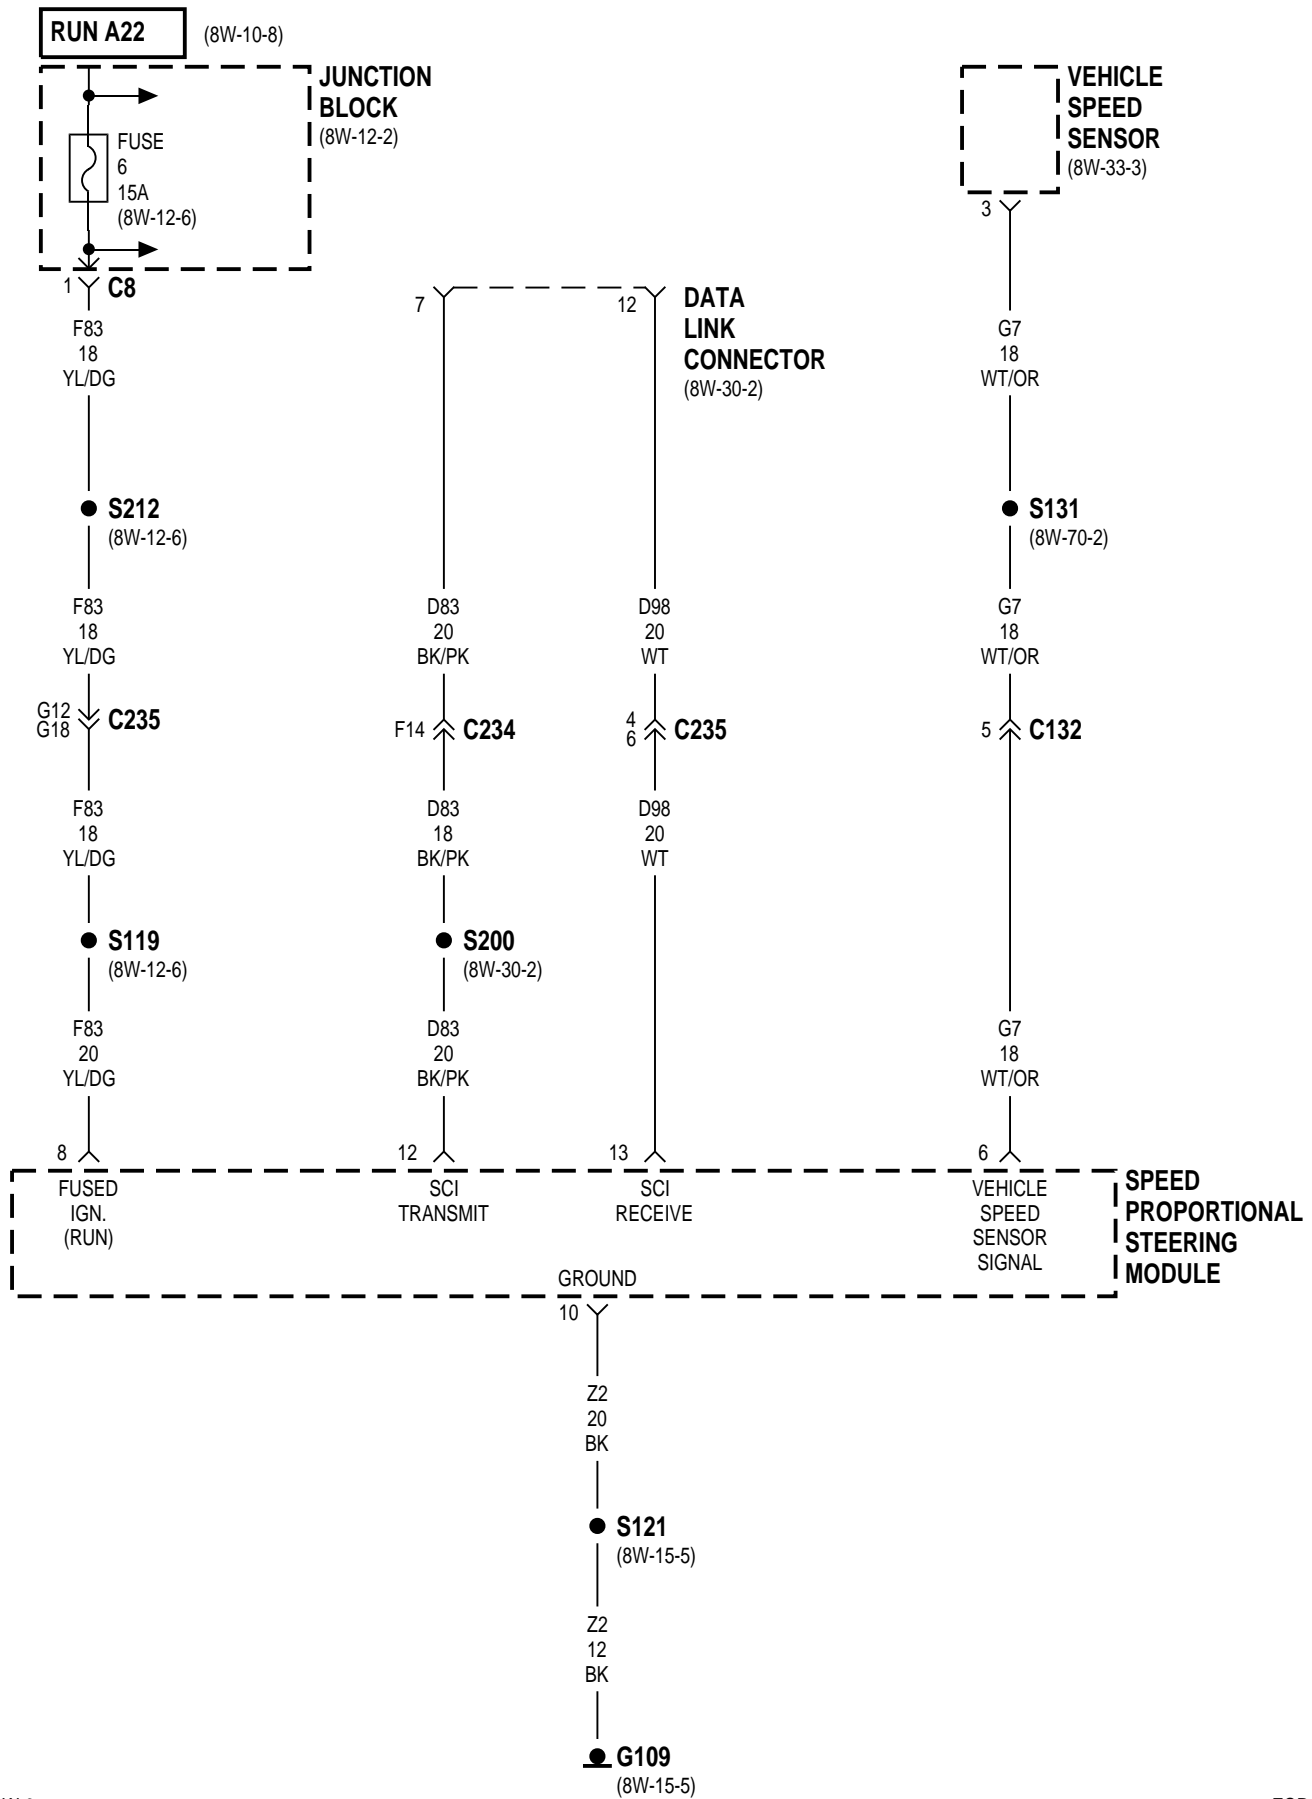 RUN A22
(8W-10-8)
JUNCTION
BLOCK
(8W-12-2)
FUSE
6
15A
(8W-12-6)
1
C8
VEHICLE
SPEED
SENSOR
(8W-33-3)
3
7
12
DATA
LINK
CONNECTOR
(8W-30-2)
F83
18
YL/DG
G7
18
WT/OR
S212
(8W-12-6)
S131
(8W-70-2)
F83
18
YL/DG
D83
20
BK/PK
D98
20
WT
G7
18
WT/OR
G12
G18
C235
F14
C234
4
6
C235
5
C132
F83
18
YL/DG
D83
18
BK/PK
D98
20
WT
S119
(8W-12-6)
S200
(8W-30-2)
F83
20
YL/DG
D83
20
BK/PK
G7
18
WT/OR
8
12
13
6
FUSED
IGN.
(RUN)
SCI
TRANSMIT
SCI
RECEIVE
VEHICLE
SPEED
SENSOR
SIGNAL
SPEED
PROPORTIONAL
STEERING
MODULE
GROUND
10
Z2
20
BK
S121
(8W-15-5)
Z2
12
BK
G109
(8W-15-5)